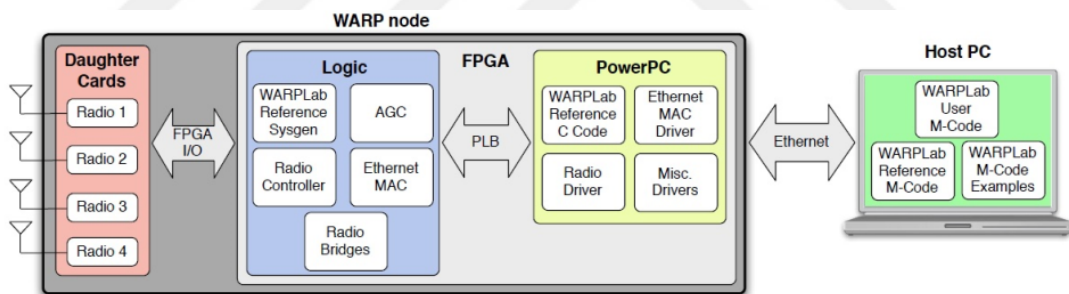 WARP node
Daughter
Cards
Radio 1
Radio 2
Radio 3
Radio 4
FPGA
I/O
FPGA
Logic
WARPLab
Reference
Sysgen
AGC
Radio
Controller
Ethernet
MAC
Radio
Bridges
PLB
PowerPC
WARPLab
Reference
C Code
Ethernet
MAC
Driver
Radio
Driver
Misc.
Drivers
Ethernet
Host PC
WARPLab
User
M-Code
WARPLab
Reference
M-Code
WARPLab
M-Code
Examples